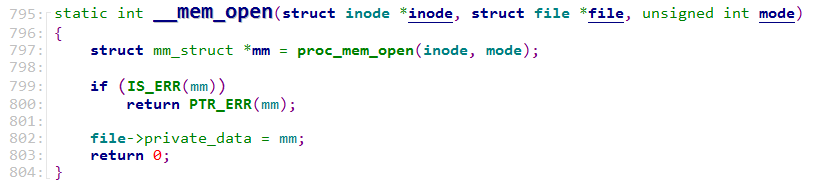 795: static int __mem_open(struct inode *inode, struct file *file, unsigned int mode)
796: {
797:     struct mm_struct *mm = proc_mem_open(inode, mode);
798:
799:     if (IS_ERR(mm))
800:         return PTR_ERR(mm);
801:
802:     file->private_data = mm;
803:     return 0;
804: }